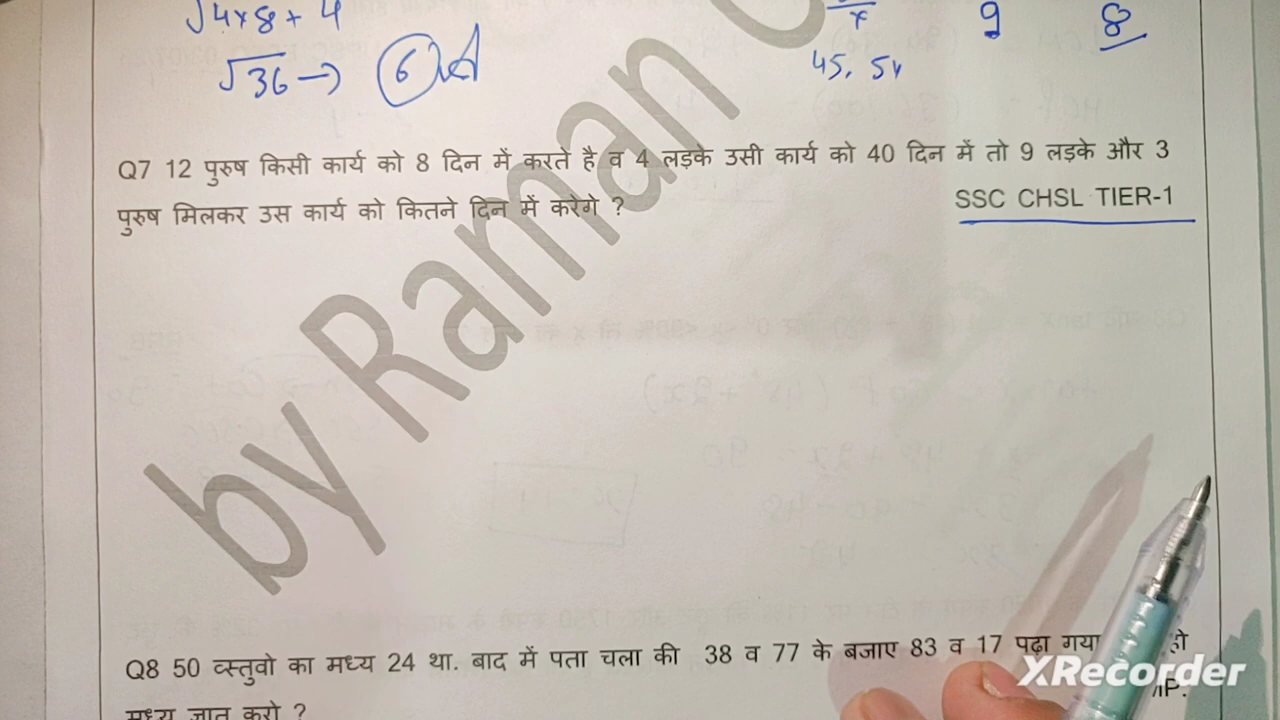 √4×8+4
√36 → 6
x 9 8
45, 54
Q7 12 पुरुष किसी कार्य को 8 दिन में करते है व 4 लड़के उसी कार्य को 40 दिन में तो 9 लड़के और 3
पुरुष मिलकर उस कार्य को कितने दिन में करेंगे ? SSC CHSL TIER-1
by Raman
Q8 50 वस्तुवो का मध्य 24 था. बाद में पता चला की 38 व 77 के बजाए 83 व 17 पढ़ा गया
XRecorder
मध्य ज्ञात करो ?